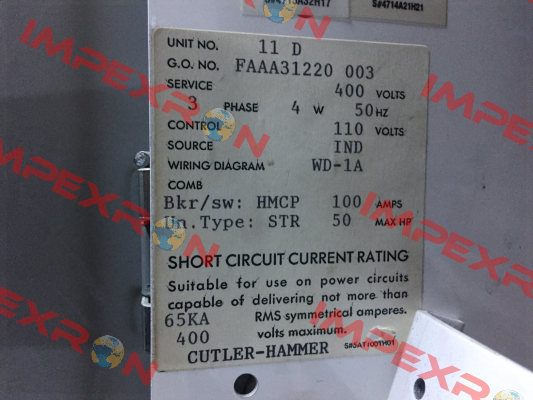 S#4714A21H21
UNIT NO. 11 D
G.O. NO. FAAA31220 003
SERVICE 400 VOLTS
3 PHASE 4 W 50 HZ
CONTROL 110 VOLTS
SOURCE IND
WIRING DIAGRAM WD-1A
COMB
Bkr/sw: HMCP 100 AMPS
Un.Type: STR 50 MAX HP
SHORT CIRCUIT CURRENT RATING
Suitable for use on power circuits
capable of delivering not more than
65KA RMS symmetrical amperes.
400 volts maximum.
CUTLER-HAMMER
IMPEXRON
IMPEXRON
IMPEXRON
IMPEXRON